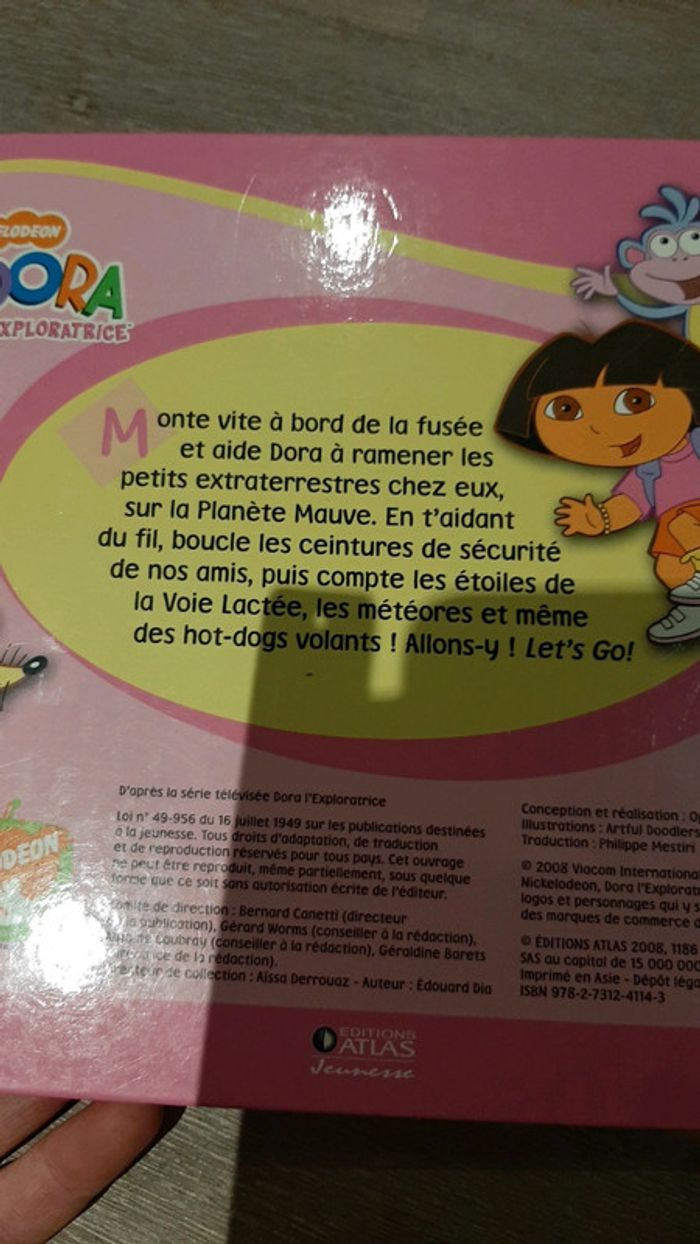 ELODEON
DORA
XPLORATRICE
Monte vite à bord de la fusée
et aide Dora à ramener les
petits extraterrestres chez eux,
sur la Planète Mauve. En t'aidant
du fil, boucle les ceintures de sécurité
de nos amis, puis compte les étoiles de
la Voie Lactée, les météores et même
des hot-dogs volants ! Allons-y ! Let's Go!
D'après la série télévisée Dora l'Exploratrice
Loi n° 49-956 du 16 juillet 1949 sur les publications destinées
à la jeunesse. Tous droits d'adaptation, de traduction
et de reproduction réservés pour tous pays. Cet ouvrage
ne peut être reproduit, même partiellement, sous quelque
forme que ce soit sans autorisation écrite de l'éditeur.
Comité de direction : Bernard Canetti (directeur
la publication), Gérard Worms (conseiller à la rédaction),
de Coubray (conseiller à la rédaction), Géraldine Barets
de la rédaction).
de collection : Aïssa Derrouaz - Auteur : Édouard Dia
Conception et réalisation :
Illustrations : Artful Doodlers
Traduction : Philippe Mestiri
© 2008 Viacom International
Nickelodeon, Dora l'Explorat
logos et personnages qui y s
des marques de commerce d
© ÉDITIONS ATLAS 2008, 1186
SAS au capital de 15 000 000
Imprimé en Asie - Dépôt léga
ISBN 978-2-7312-4114-3
DEON
EDITIONS
ATLAS
Jeunesse